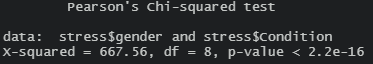 Pearson's Chi-squared test
data:  stress$gender and stress$Condition
X-squared = 667.56, df = 8, p-value < 2.2e-16